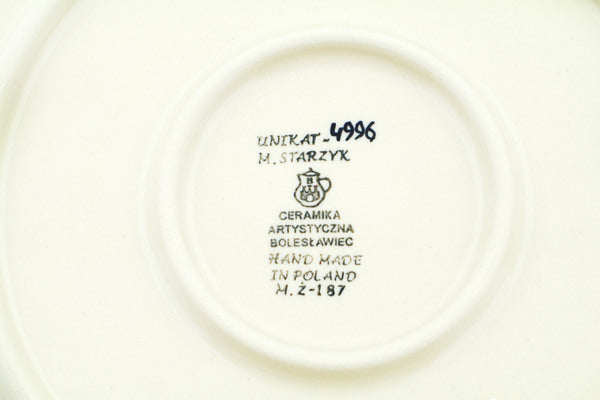 UNIKAT-4996
M. STARZYK
B
CERAMIKA
ARTYSTYCZNA
BOLESŁAWIEC
HAND MADE
IN POLAND
M. Ż-187